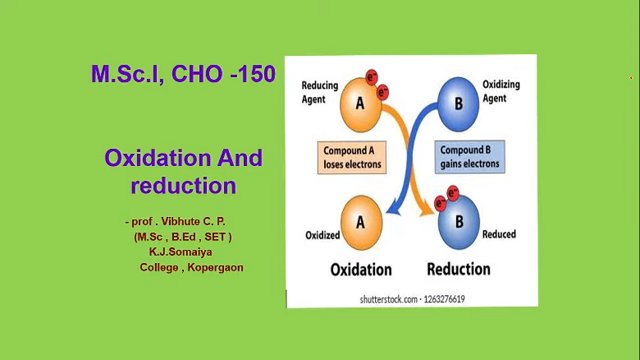 M.Sc.I, CHO -150
Oxidation And
reduction
- prof . Vibhute C. P.
(M.Sc , B.Ed , SET )
K.J.Somaiya
College , Kopergaon
Reducing
Agent
A
e⁻
e⁻
B
Oxidizing
Agent
Compound A
loses electrons
Compound B
gains electrons
Oxidized
A
e⁻
e⁻
B
Reduced
Oxidation
Reduction
shutterstock.com • 1263276619